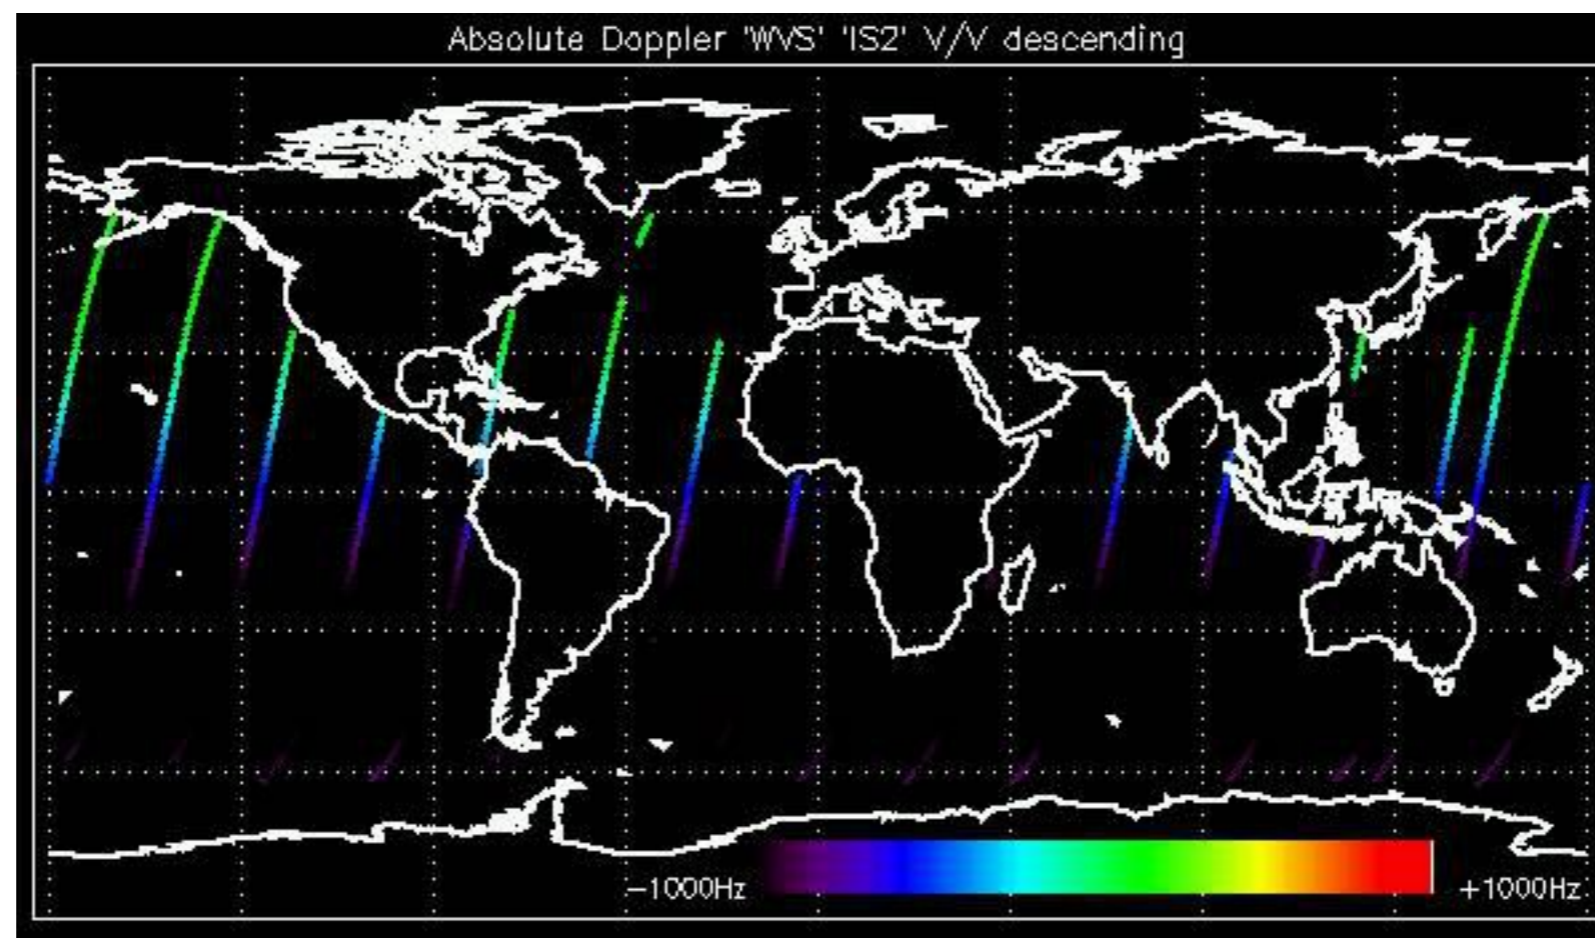 Absolute Doppler 'WVS' 'IS2' V/V descending
-1000Hz
+1000Hz